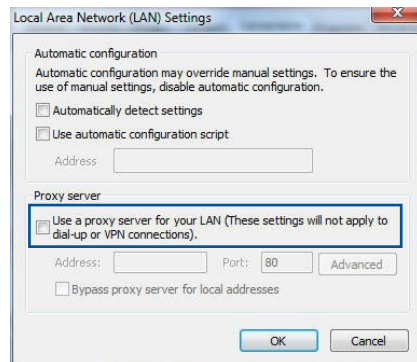 Local Area Network (LAN) Settings
Automatic configuration
Automatic configuration may override manual settings. To ensure the
use of manual settings, disable automatic configuration.
Automatically detect settings
Use automatic configuration script
Address
Proxy server
Use a proxy server for your LAN (These settings will not apply to
dial-up or VPN connections).
Address: Port: 80 Advanced
Bypass proxy server for local addresses
OK Cancel